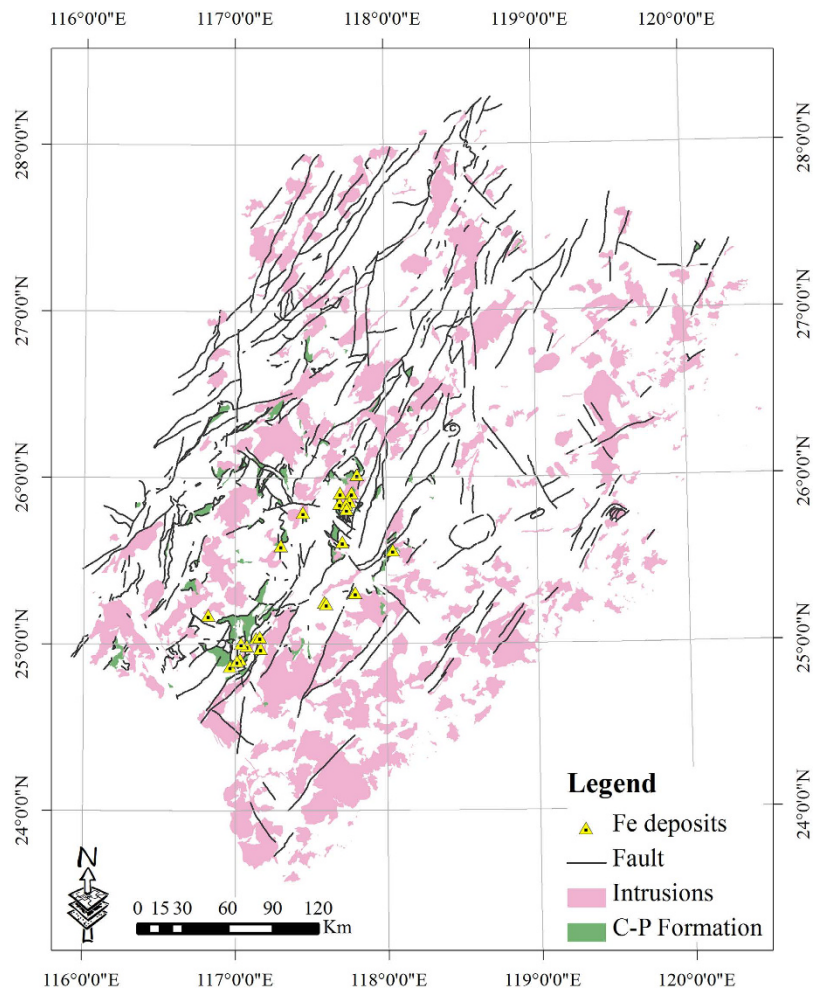 116°0'0"E 117°0'0"E 118°0'0"E 119°0'0"E 120°0'0"E
28°0'0"N 28°0'0"N
27°0'0"N 27°0'0"N
26°0'0"N 26°0'0"N
25°0'0"N 25°0'0"N
24°0'0"N 24°0'0"N
Legend
Fe deposits
Fault
Intrusions
C-P Formation
N
0 15 30 60 90 120
Km
116°0'0"E 117°0'0"E 118°0'0"E 119°0'0"E 120°0'0"E